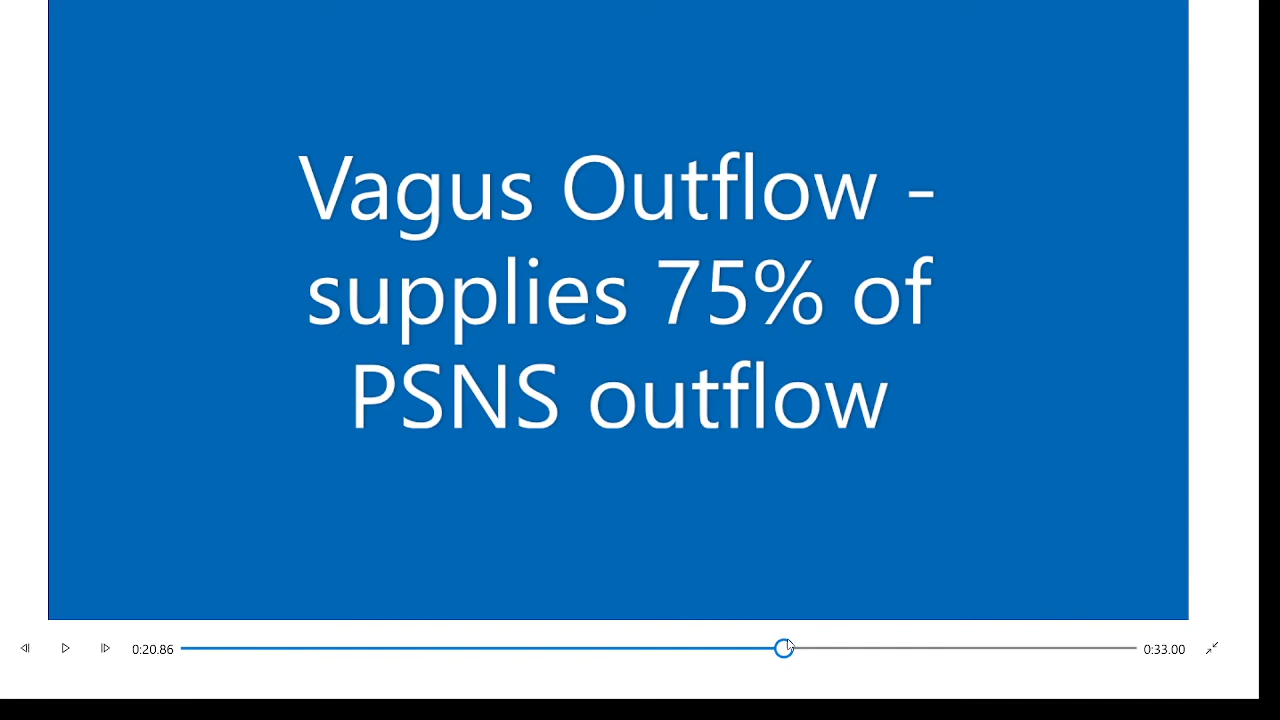 Vagus Outflow -
supplies 75% of
PSNS outflow
0:20.86
0:33.00